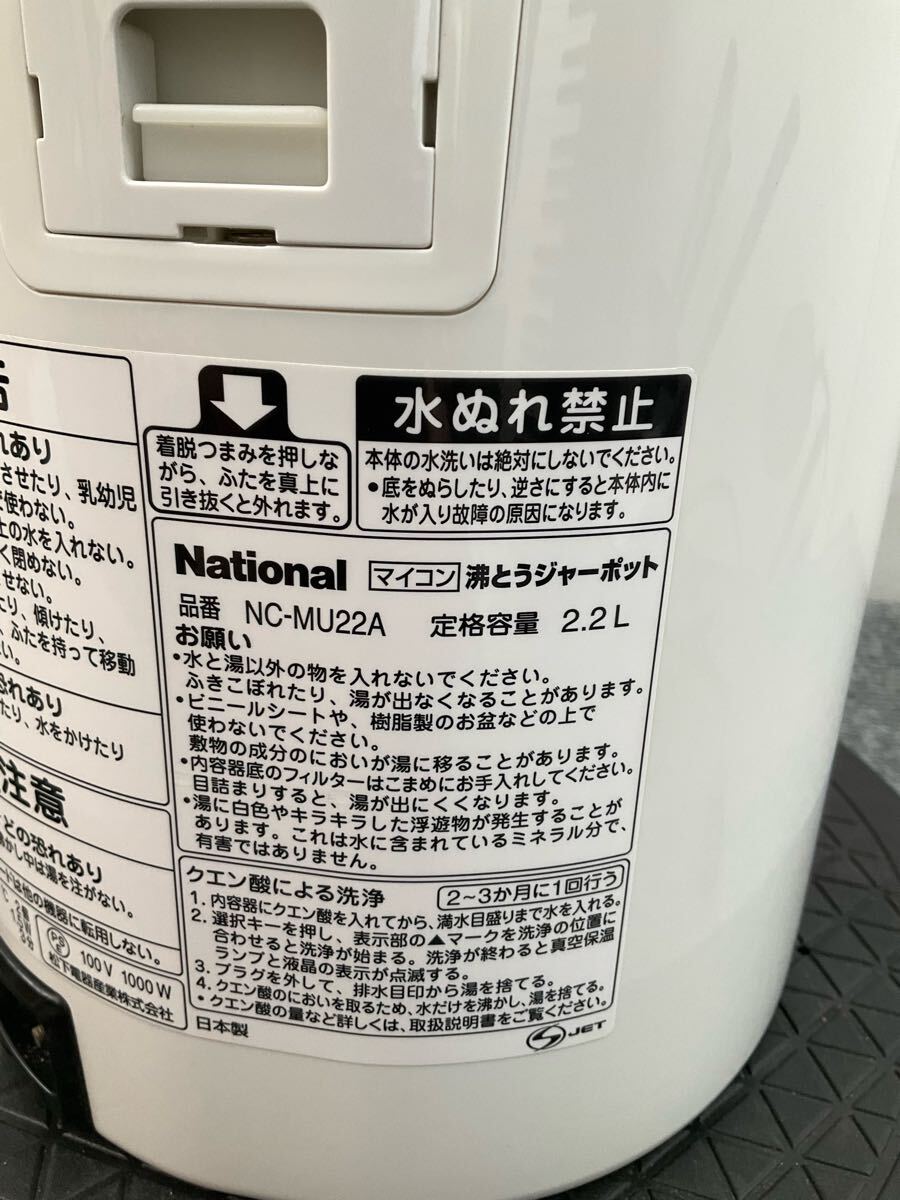 れあり
させたり、乳幼児
で使わない。
上の水を入れない。
く閉めない。
させない。
たり、傾けたり、
、ふたを持って移動
い。
恐れあり
たり、水をかけたり
注意
どの恐れあり
沸かし中は湯を注がない。
ードは他の機器に転用しない。
PS
100V 1000W
松下電器産業株式会社
着脱つまみを押しな
がら、ふたを真上に
引き抜くと外れます。
水ぬれ禁止
本体の水洗いは絶対にしないでください。
•底をぬらしたり、逆さにすると本体内に
水が入り故障の原因になります。
National マイコン 沸とうジャーポット
品番 NC-MU22A 定格容量 2.2L
お願い
•水と湯以外の物を入れないでください。
ふきこぼれたり、湯が出なくなることがあります。
•ビニールシートや、樹脂製のお盆などの上で
使わないでください。
敷物の成分のにおいが湯に移ることがあります。
•内容器底のフィルターはこまめにお手入れしてください。
目詰まりすると、湯が出にくくなります。
•湯に白色やキラキラした浮遊物が発生することが
あります。これは水に含まれているミネラル分で、
有害ではありません。
クエン酸による洗浄 2~3か月に1回行う
1. 内容器にクエン酸を入れてから、満水目盛りまで水を入れる。
2. 選択キーを押し、表示部の▲マークを洗浄の位置に
合わせると洗浄が始まる。洗浄が終わると真空保温
ランプと液晶の表示が点滅する。
3. プラグを外して、排水目印から湯を捨てる。
4. クエン酸のにおいを取るため、水だけを沸かし、湯を捨てる。
•クエン酸の量など詳しくは、取扱説明書をご覧ください。
日本製
S JET